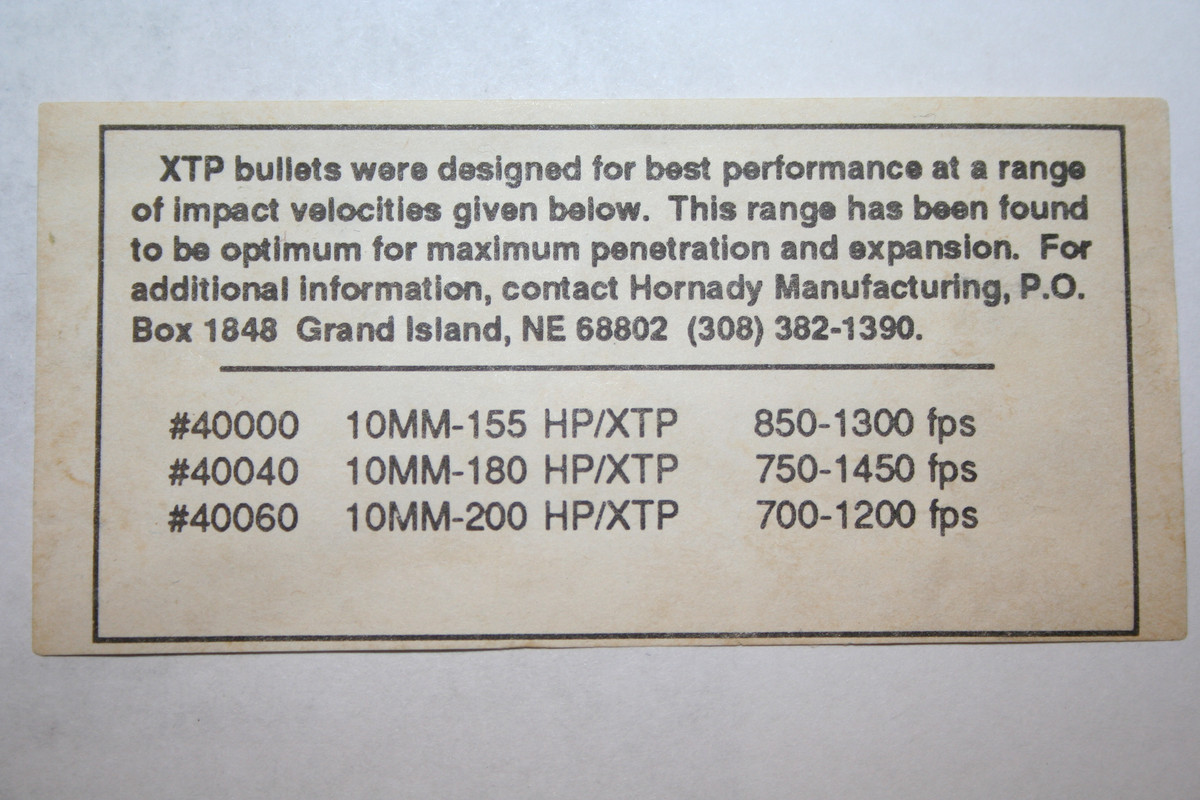 XTP bullets were designed for best performance at a range
of impact velocities given below. This range has been found
to be optimum for maximum penetration and expansion. For
additional information, contact Hornady Manufacturing, P.O.
Box 1848 Grand Island, NE 68802 (308) 382-1390.
#40000 10MM-155 HP/XTP 850-1300 fps
#40040 10MM-180 HP/XTP 750-1450 fps
#40060 10MM-200 HP/XTP 700-1200 fps